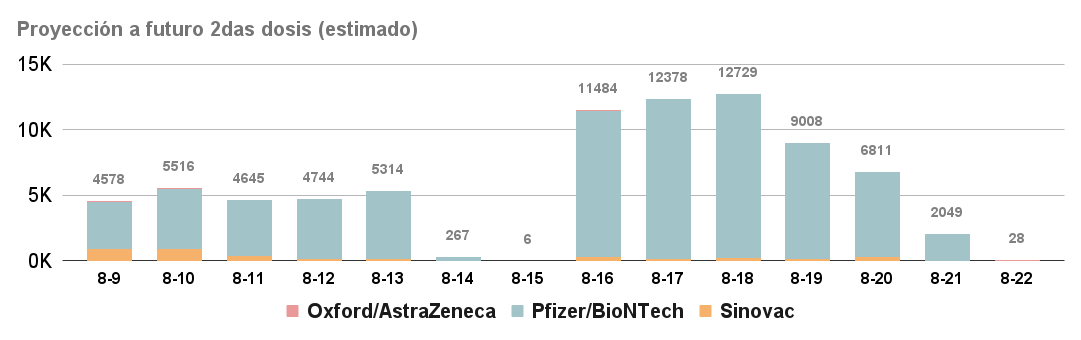 Proyección a futuro 2das dosis (estimado)
15K
10K
5K
0K
4578
5516
4645
4744
5314
267
6
11484
12378
12729
9008
6811
2049
28
8-9 8-10 8-11 8-12 8-13 8-14 8-15 8-16 8-17 8-18 8-19 8-20 8-21 8-22
Oxford/AstraZeneca Pfizer/BioNTech Sinovac